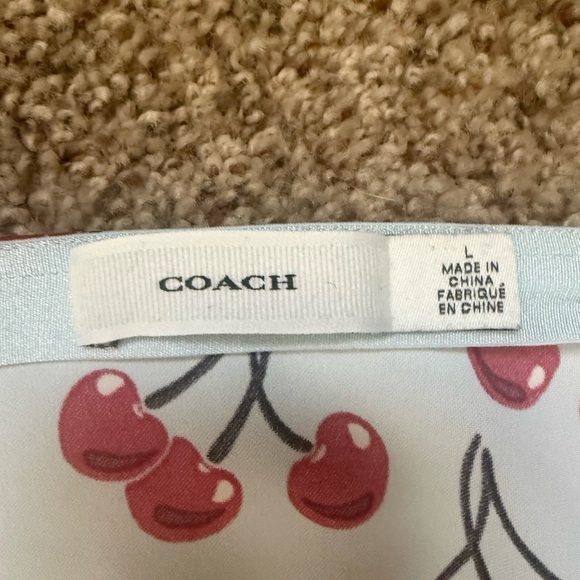 COACH
L
MADE IN
CHINA
FABRIQUÉ
EN CHINE